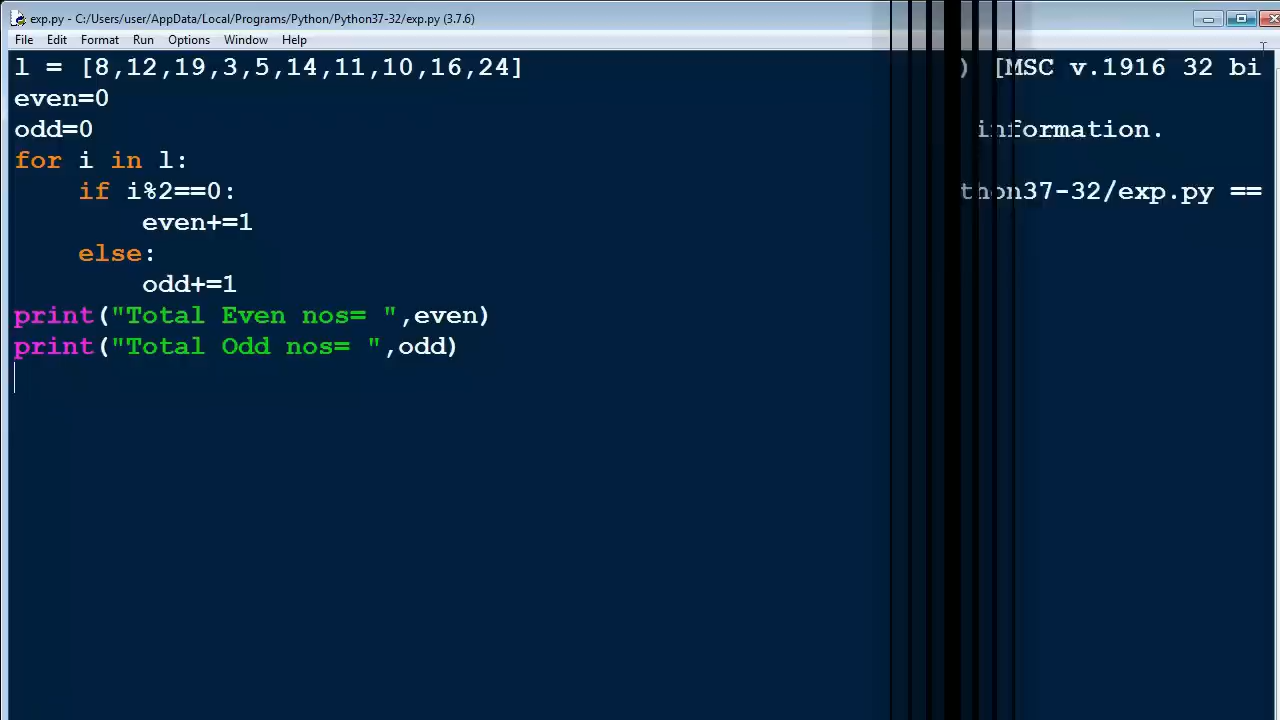 exp.py - C:/Users/user/AppData/Local/Programs/Python/Python37-32/exp.py (3.7.6)
File Edit Format Run Options Window Help
l = [8,12,19,3,5,14,11,10,16,24]
) [MSC v.1916 32 bi
even=0
odd=0
information.
for i in l:
if i%2==0:
thon37-32/exp.py ==
even+=1
else:
odd+=1
print("Total Even nos= ",even)
print("Total Odd nos= ",odd)